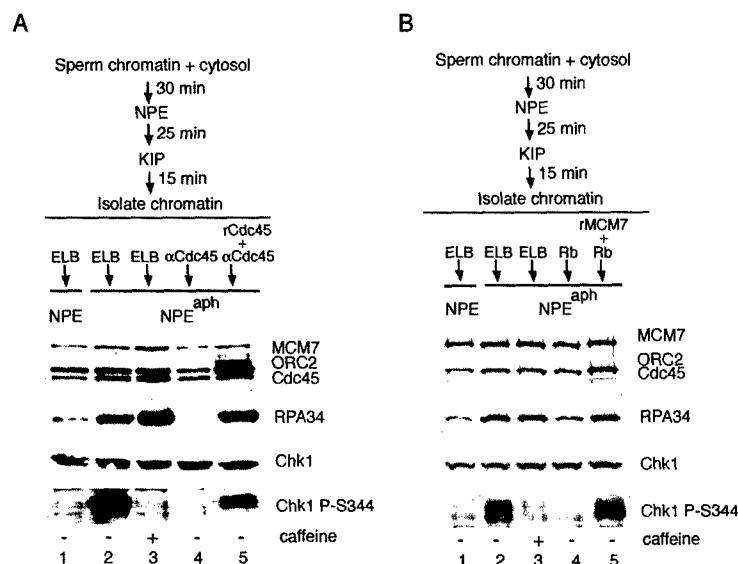 A
Sperm chromatin + cytosol
30 min
NPE
25 min
KIP
15 min
Isolate chromatin
rCdc45
+
ELB ELB ELB αCdc45 αCdc45
NPE NPE aph
MCM7
ORC2
Cdc45
RPA34
Chk1
Chk1 P-S344
- - + - - caffeine
1 2 3 4 5
B
Sperm chromatin + cytosol
30 min
NPE
25 min
KIP
15 min
Isolate chromatin
rMCM7
+
ELB ELB ELB Rb Rb
NPE NPE aph
MCM7
ORC2
Cdc45
RPA34
Chk1
Chk1 P-S344
- - + - - caffeine
1 2 3 4 5